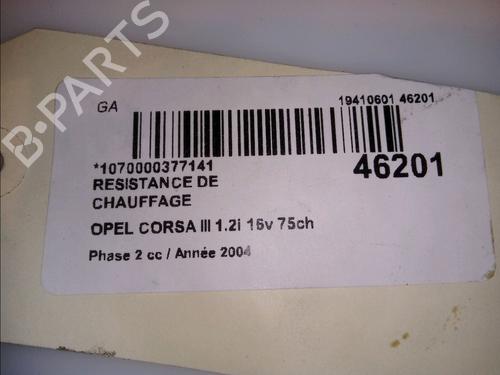 GA
19410601 46201
*1070000377141
46201
RESISTANCE DE
CHAUFFAGE
OPEL CORSA III 1.2i 16v 75ch
Phase 2 cc / Année 2004
B-PARTS